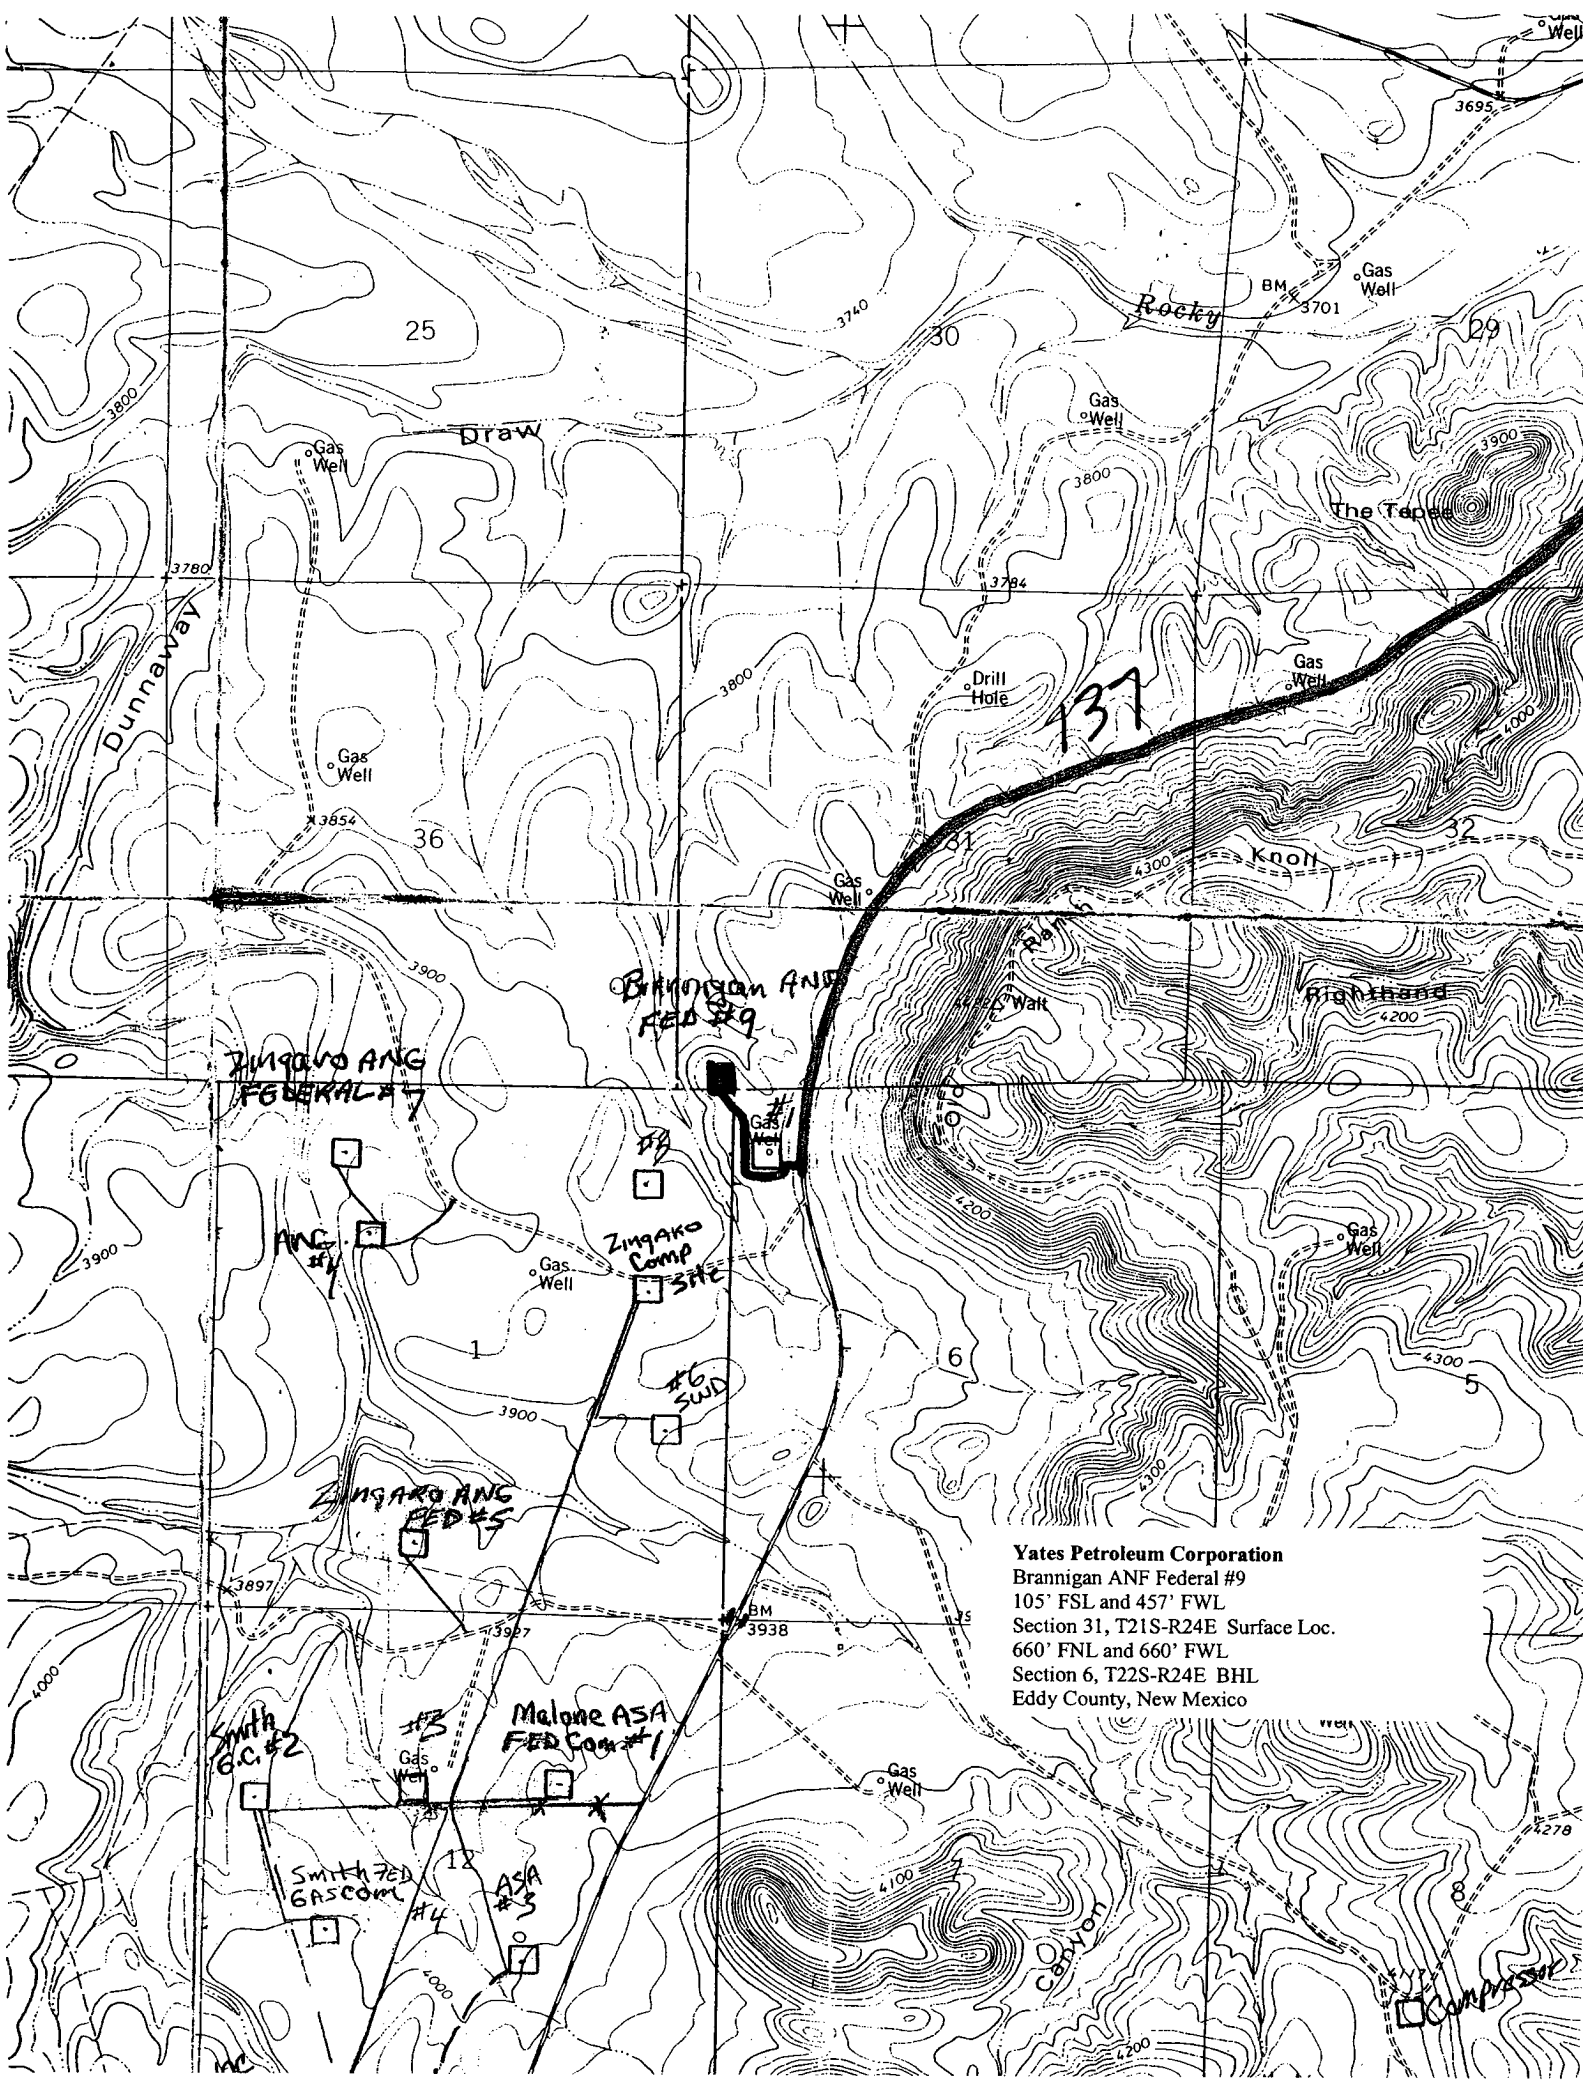 Well
3695
Gas
Well
BM
3701
Rocky
3740
25
30
29
3800
Gas
Well
Draw
Gas
Well
3900
3800
The Tepee
3780
3784
Dunnaway
3800
Drill
Hole
137
Gas
Well
4000
Gas
Well
3854
36
31
32
Knoll
4300
Gas
Well
Ranch
3900
Brannigan ANF
FED #9
Walt
Righthand
4200
Zingaro ANG
FEDERAL #7
Old
#1
Gas
Well
#8
4200
ANG
#4
3900
Zingaro
Comp
Site
Gas
Well
Gas
Well
1
6
4300
5
#6
SWD
3900
4300
Zingaro ANG
FED #5
Yates Petroleum Corporation
Brannigan ANF Federal #9
105' FSL and 457' FWL
Section 31, T21S-R24E Surface Loc.
660' FNL and 660' FWL
Section 6, T22S-R24E BHL
Eddy County, New Mexico
3897
BM
3938
3927
4000
Smith
G.C. #2
#3
Malone ASA
FED Com #1
Well
Gas
Well
Gas
Well
4278
12
7
8
Smith FED
GAS COM
#4
ASA
#3
4100
Canyon
4000
Compressor
4200